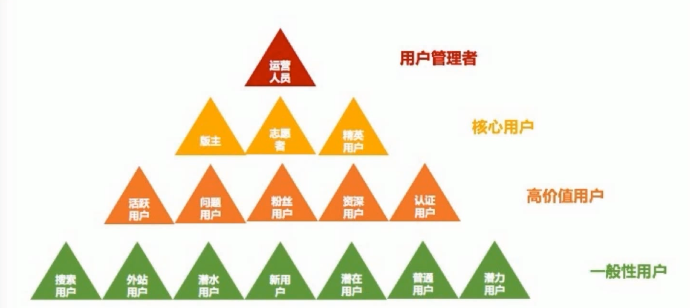 运营
人员
用户管理者
版主
志愿
者
精英
用户
核心用户
活跃
用户
问题
用户
粉丝
用户
资深
用户
认证
用户
高价值用户
搜索
用户
外站
用户
潜水
用户
新用
户
潜在
用户
普通
用户
潜力
用户
一般性用户